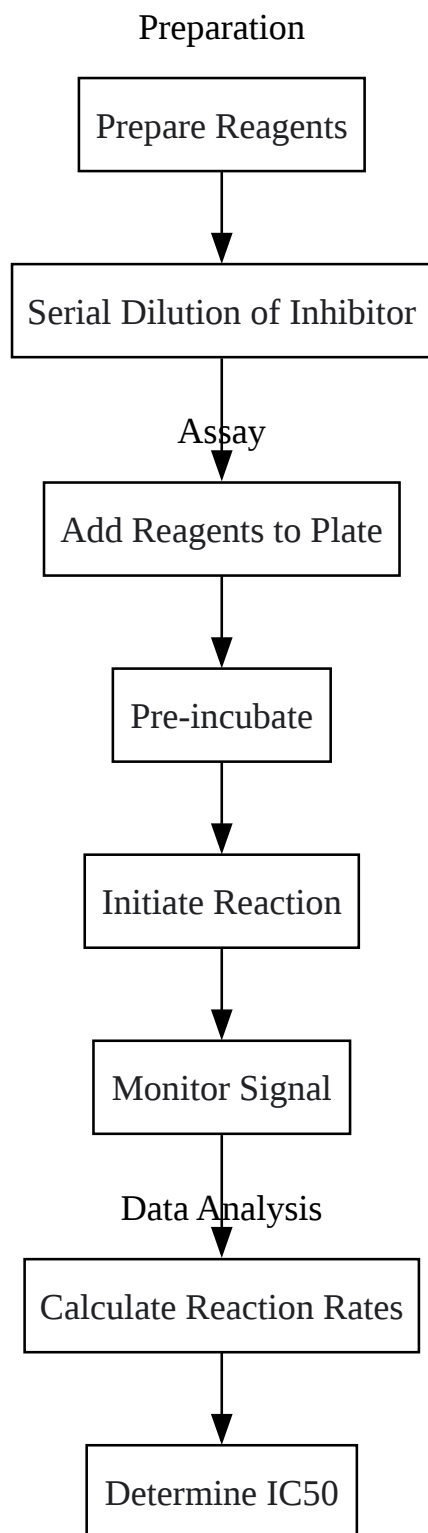 Preparation
Prepare Reagents
Serial Dilution of Inhibitor
Assay
Add Reagents to Plate
Pre-incubate
Initiate Reaction
Monitor Signal
Data Analysis
Calculate Reaction Rates
Determine IC50